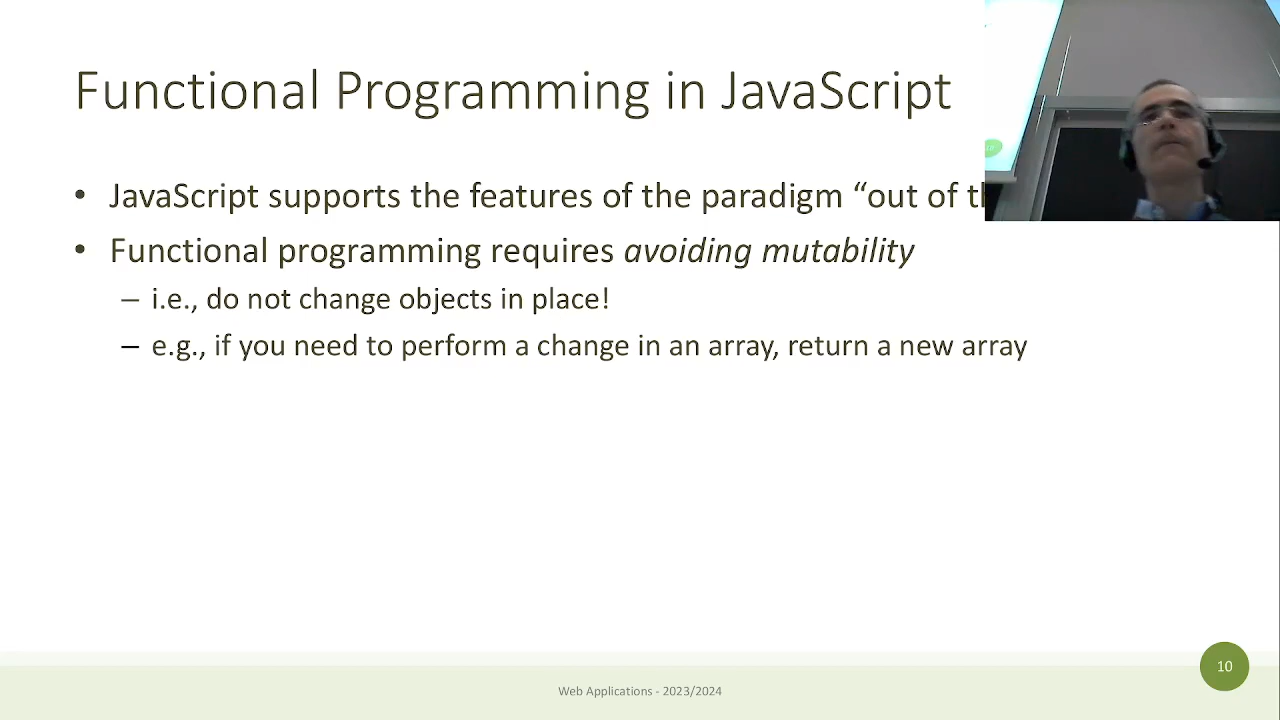 Functional Programming in JavaScript
• JavaScript supports the features of the paradigm “out of
• Functional programming requires avoiding mutability
– i.e., do not change objects in place!
– e.g., if you need to perform a change in an array, return a new array
10
Web Applications - 2023/2024